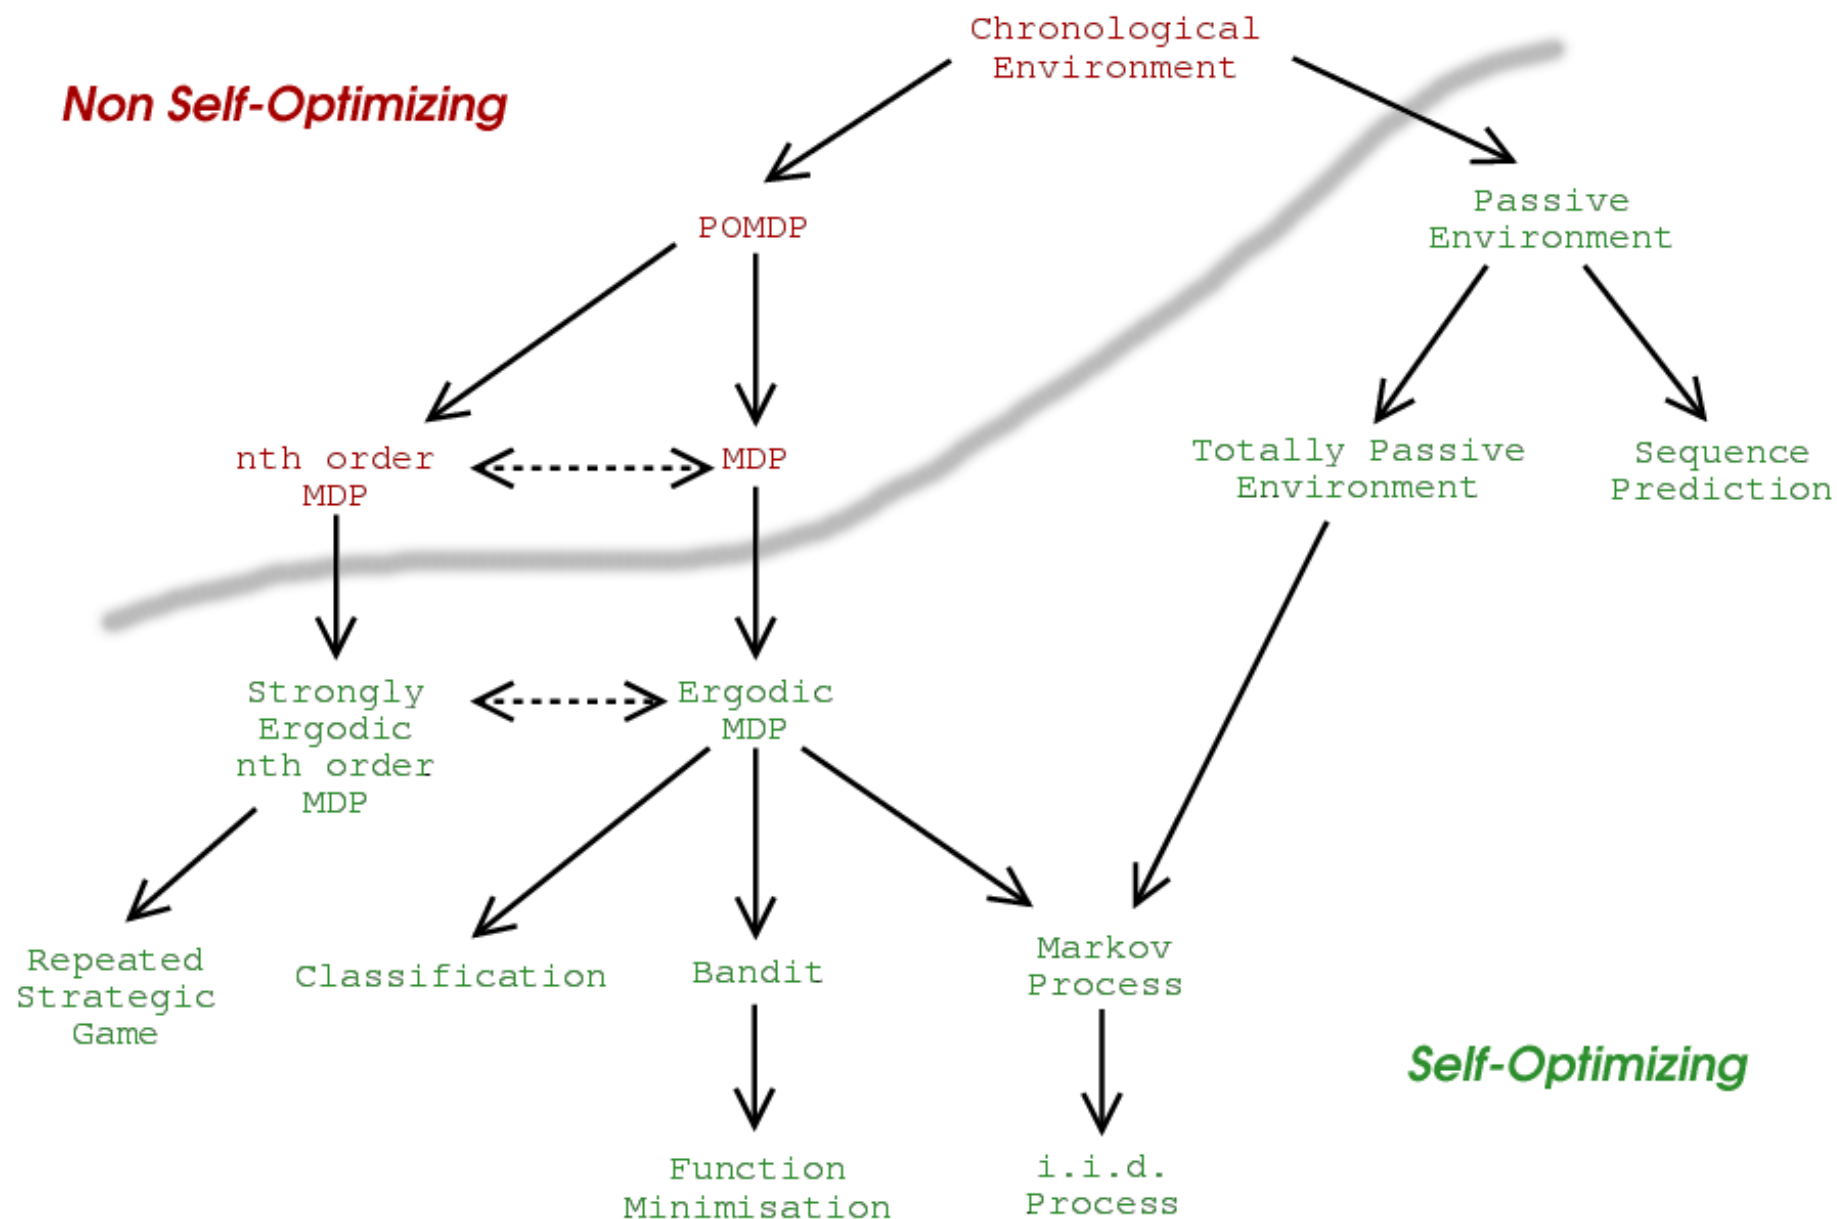 Chronological
Environment
Non Self-Optimizing
POMDP
Passive
Environment
nth order
MDP
MDP
Totally Passive
Environment
Sequence
Prediction
Strongly
Ergodic
nth order
MDP
Ergodic
MDP
Repeated
Strategic
Game
Classification
Bandit
Markov
Process
Self-Optimizing
Function
Minimisation
i.i.d.
Process